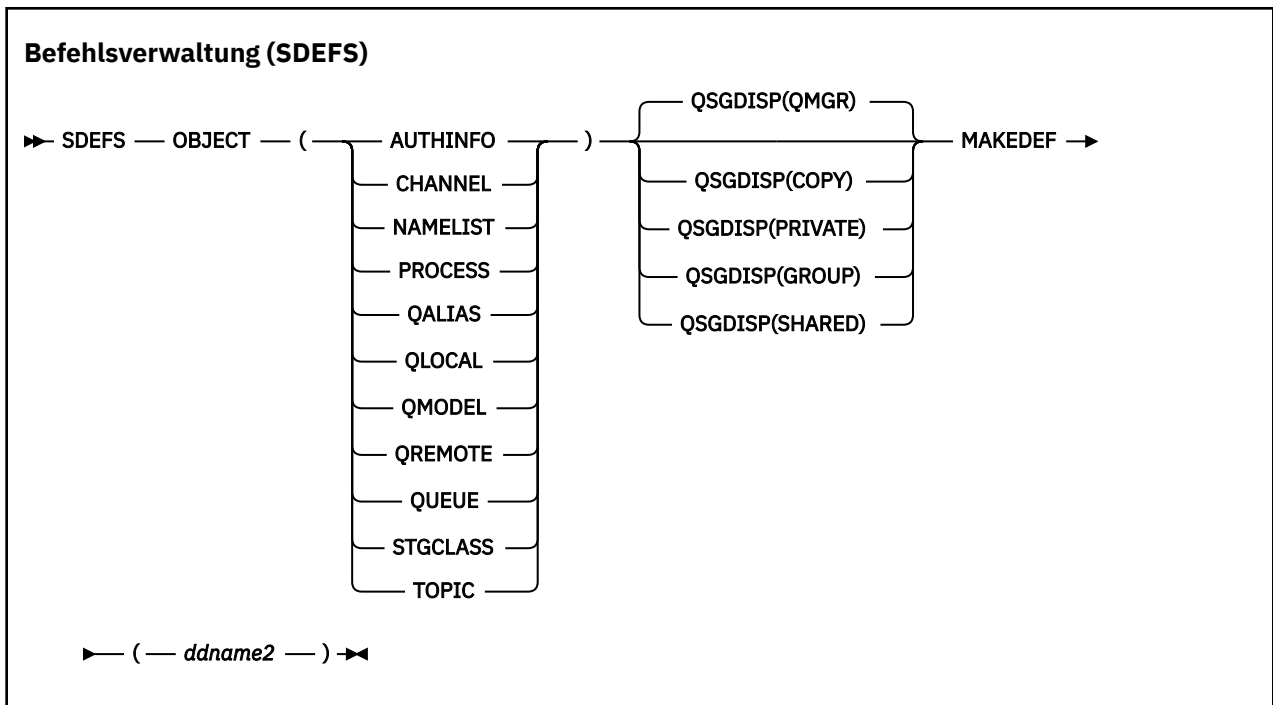 Befehlsverwaltung (SDEFS)
QSGDISP(QMGR)
SDEFS OBJECT ( AUTHINFO ) MAKEDEF
CHANNEL QSGDISP(COPY)
NAMELIST QSGDISP(PRIVATE)
PROCESS QSGDISP(GROUP)
QALIAS QSGDISP(SHARED)
QLOCAL
QMODEL
QREMOTE
QUEUE
STGCLASS
TOPIC
( ddname2 )